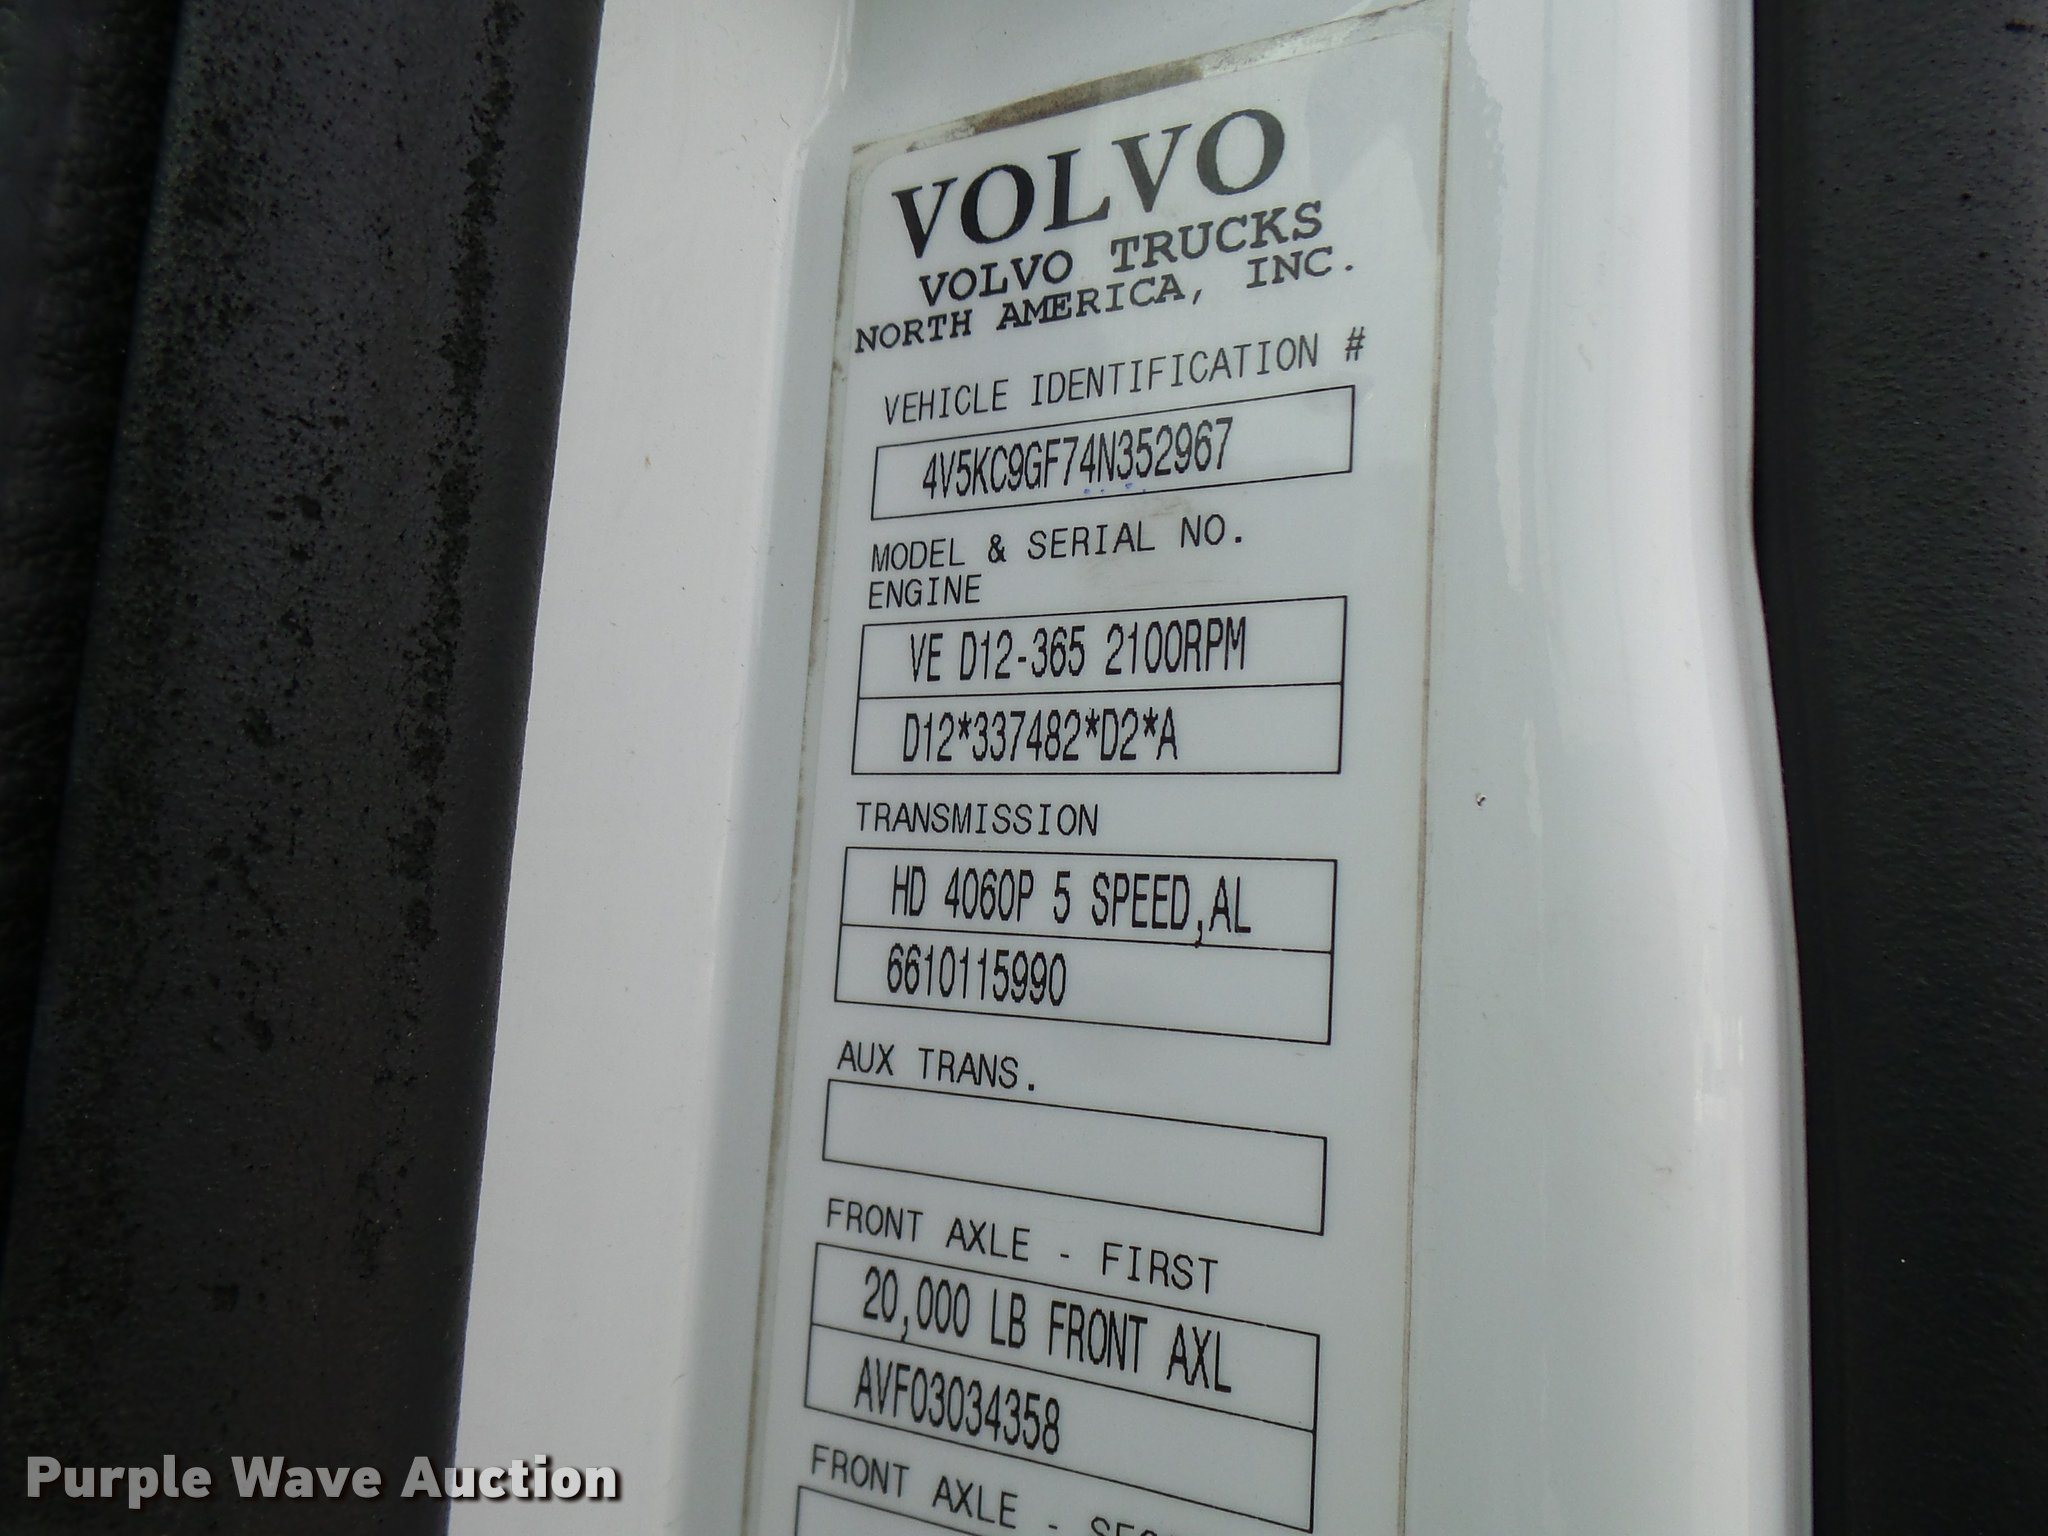 VOLVO
VOLVO TRUCKS
NORTH AMERICA, INC.
VEHICLE IDENTIFICATION #
4V5KC9GF74N352967
MODEL & SERIAL NO.
ENGINE
VE D12-365 2100RPM
D12*337482*D2*A
TRANSMISSION
HD 4060P 5 SPEED,AL
6610115990
AUX TRANS.
FRONT AXLE - FIRST
20,000 LB FRONT AXL
AVF03034358
FRONT AXLE -
Purple Wave Auction